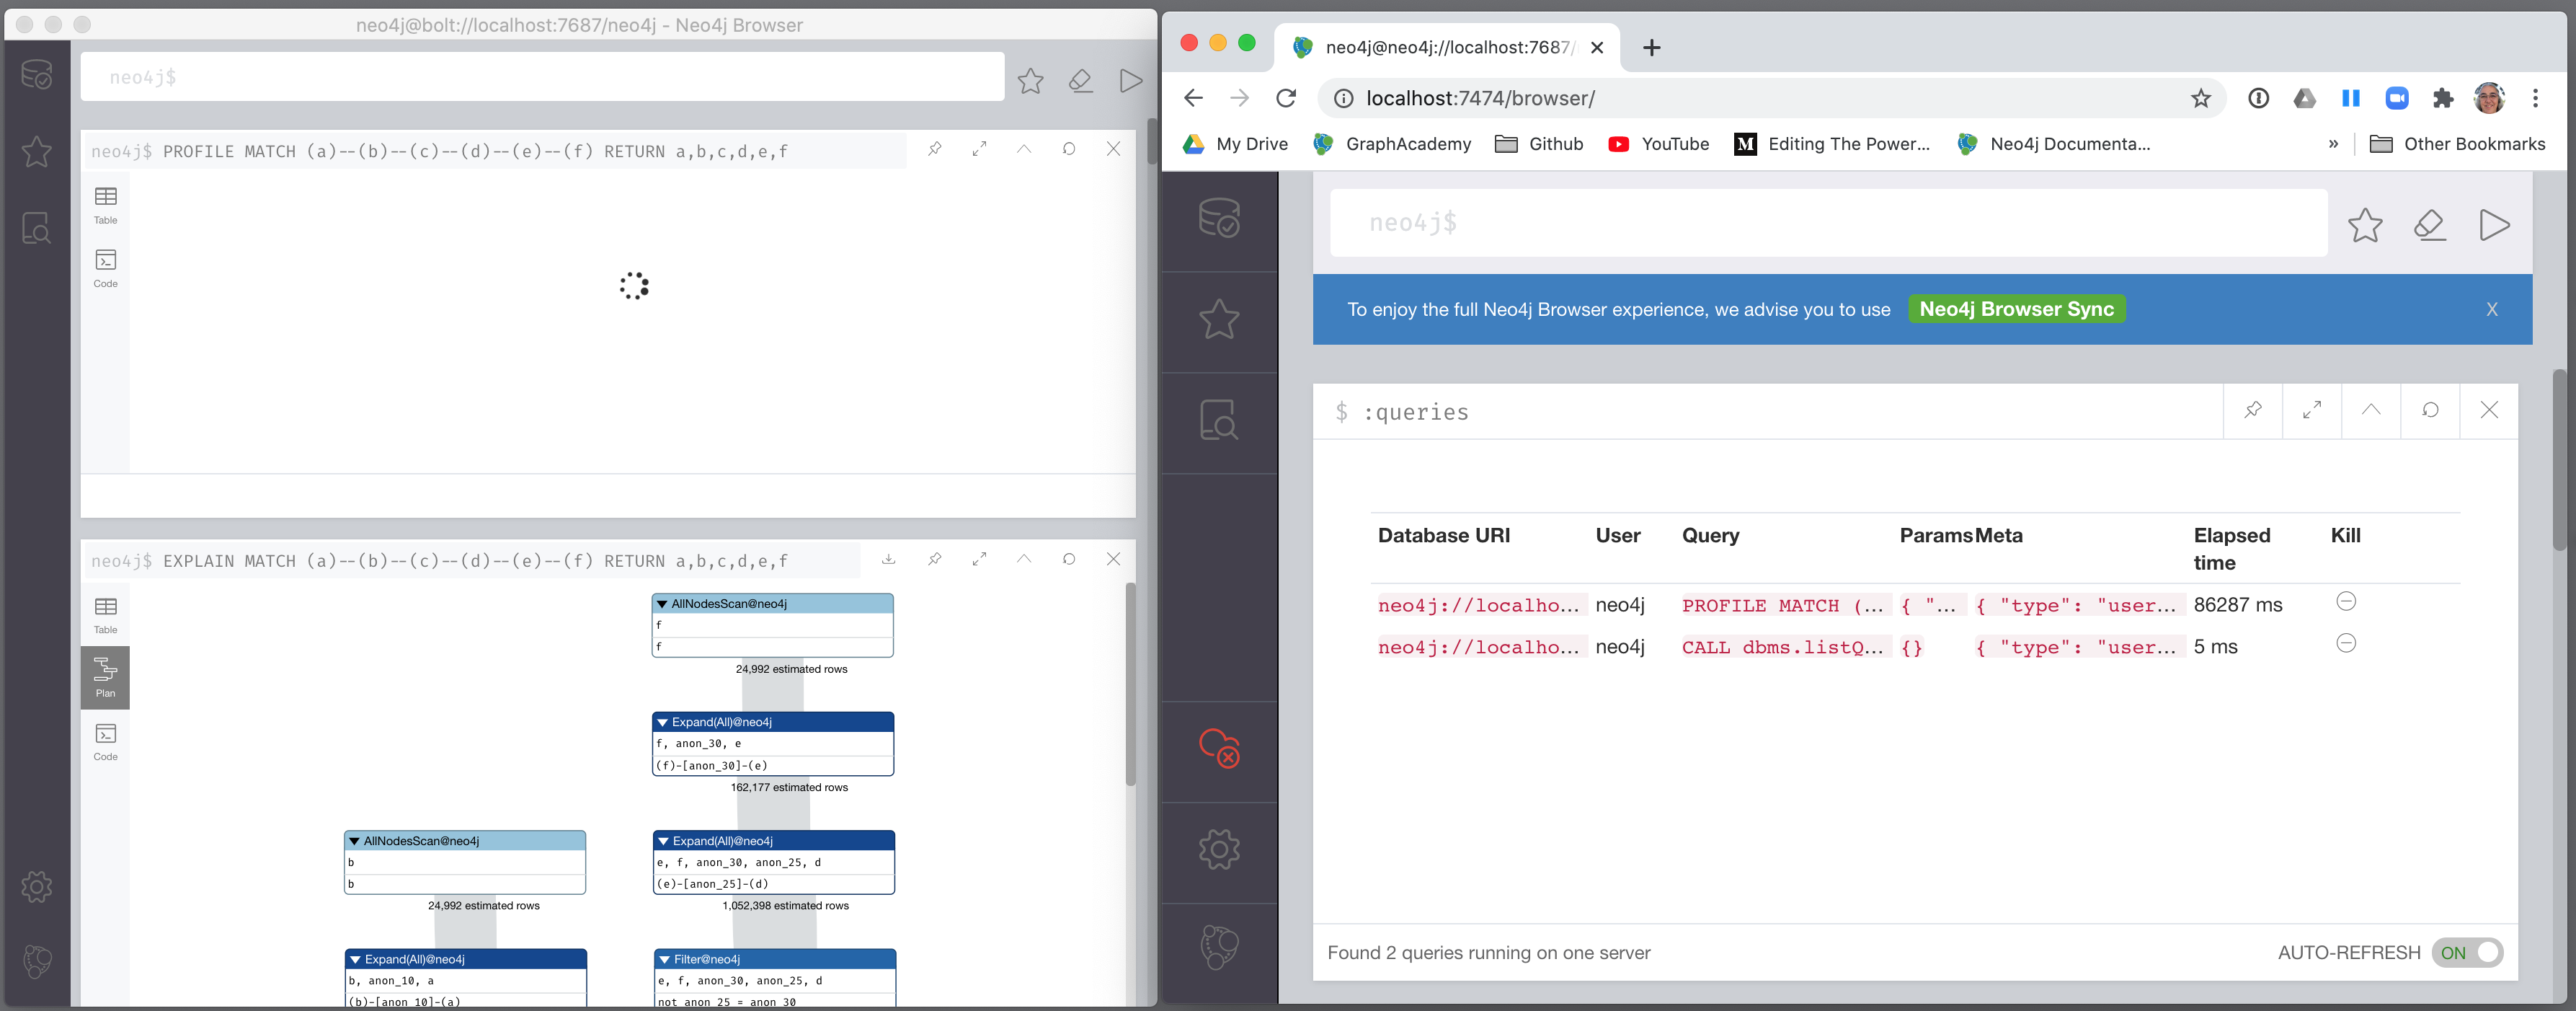 neo4j@bolt://localhost:7687/neo4j - Neo4j Browser
neo4j$
neo4j$ PROFILE MATCH (a)--(b)--(c)--(d)--(e)--(f) RETURN a,b,c,d,e,f
Table
Code
neo4j$ EXPLAIN MATCH (a)--(b)--(c)--(d)--(e)--(f) RETURN a,b,c,d,e,f
Table
Plan
Code
AllNodesScan@neo4j
f
f
24,992 estimated rows
Expand(All)@neo4j
f, anon_30, e
(f)-[anon_30]-(e)
162,177 estimated rows
AllNodesScan@neo4j
b
b
24,992 estimated rows
Expand(All)@neo4j
e, f, anon_30, anon_25, d
(e)-[anon_25]-(d)
1,052,398 estimated rows
Expand(All)@neo4j
b, anon_10, a
(b)-[anon_10]-(a)
Filter@neo4j
e, f, anon_30, anon_25, d
not anon_25 = anon_30
neo4j@neo4j://localhost:7687/
localhost:7474/browser/
My Drive
GraphAcademy
Github
YouTube
M
Editing The Power...
Neo4j Documenta...
»
Other Bookmarks
neo4j$
To enjoy the full Neo4j Browser experience, we advise you to use Neo4j Browser Sync
X
$ :queries
Database URI User Query Params Meta Elapsed time Kill
neo4j://localho... neo4j PROFILE MATCH (... { "... { "type": "user... 86287 ms
neo4j://localho... neo4j CALL dbms.listQ... {} { "type": "user... 5 ms
Found 2 queries running on one server
AUTO-REFRESH ON